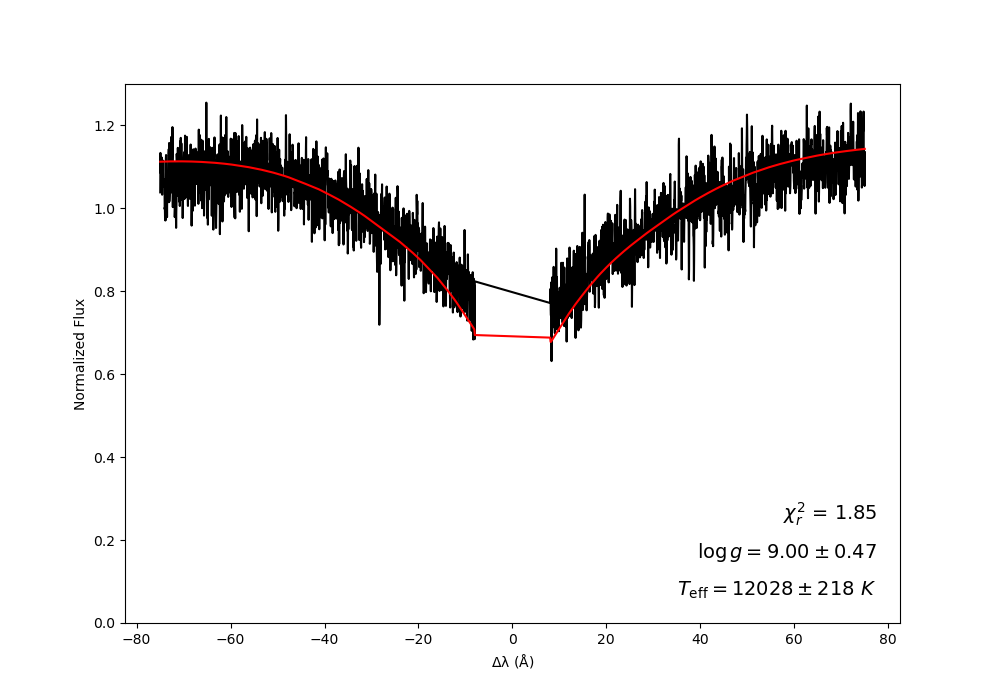 1.2
1.0
0.8
0.6
0.4
0.2
0.0
Normalized Flux
χ²ᵣ = 1.85
log g = 9.00 ± 0.47
T_eff = 12028 ± 218 K
−80 −60 −40 −20 0 20 40 60 80
Δλ (Å)